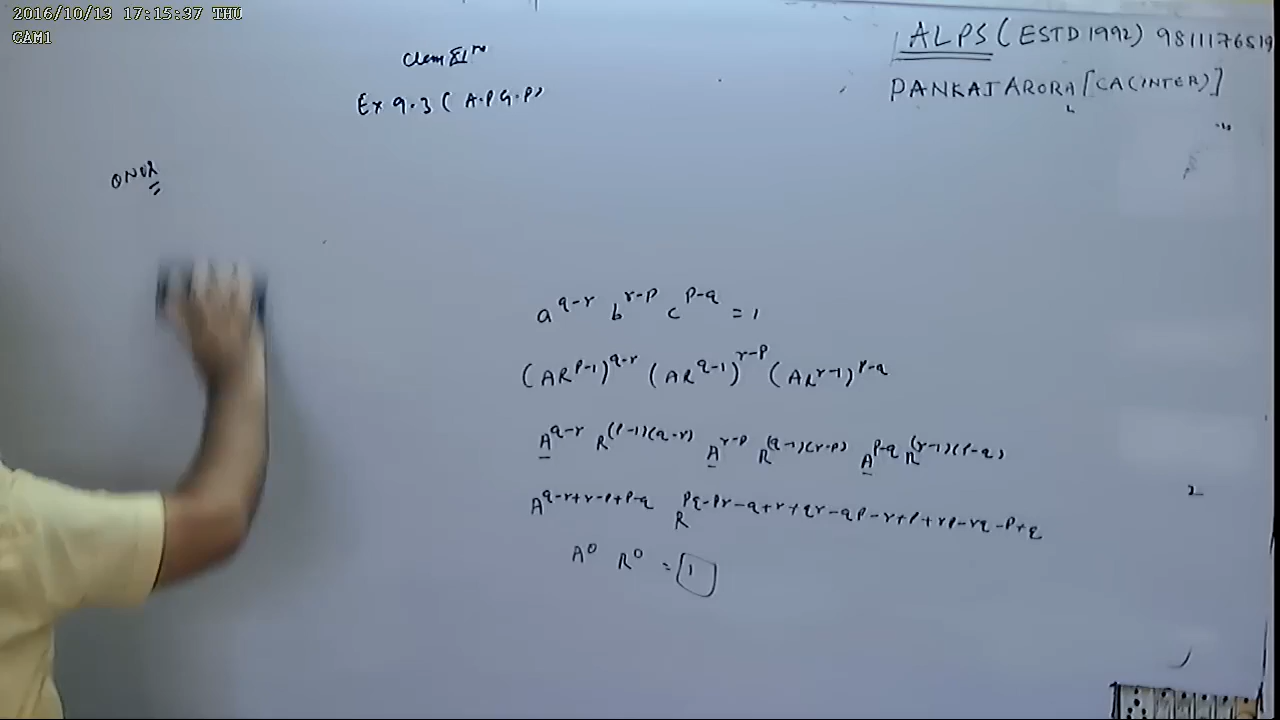 2016/10/13 17:15:37 THU
CAM1
ALPS (ESTD 1992) 9811176519
PANKAJ ARORA [CA(INTER)]
Class XIth
Ex 9.3 ( A.P G.P)
a^{q-r} b^{r-p} c^{p-q} = 1
(AR^{p-1})^{q-r} (AR^{q-1})^{r-p} (AR^{r-1})^{p-q}
A^{q-r} R^{(p-1)(q-r)} A^{r-p} R^{(q-1)(r-p)} A^{p-q} R^{(r-1)(p-q)}
A^{q-r+r-p+p-q} R^{pq-pr-q+r+qr-qp-r+p+rp-rq-p+q}
A^0 R^0 = 1